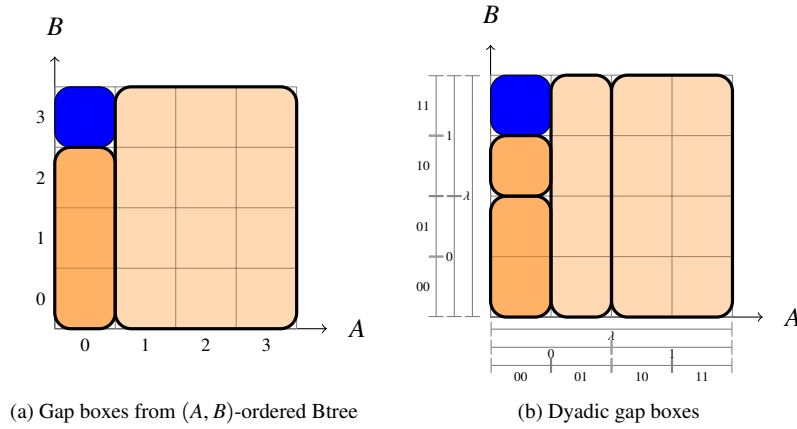 B
3
2
1
0
0 1 2 3
A
(a) Gap boxes from (A, B)-ordered Btree
B
11
1
10
λ
01
0
00
A
λ
0 1
00 01 10 11
(b) Dyadic gap boxes